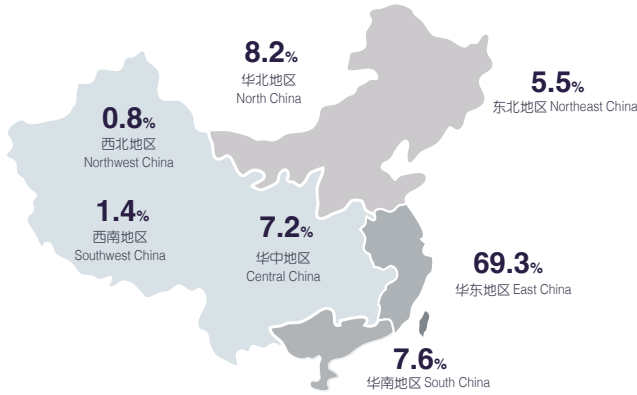 8.2%
华北地区
North China
5.5%
东北地区 Northeast China
0.8%
西北地区
Northwest China
1.4%
西南地区
Southwest China
7.2%
华中地区
Central China
69.3%
华东地区 East China
7.6%
华南地区 South China